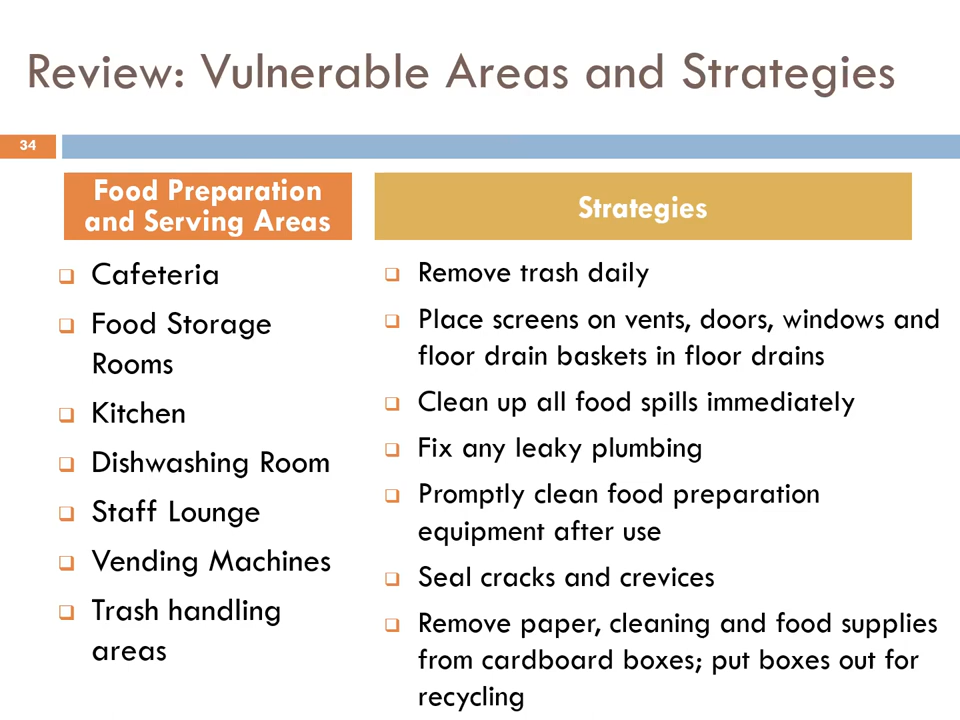 Review: Vulnerable Areas and Strategies
34
Food Preparation
and Serving Areas
Cafeteria
Food Storage
Rooms
Kitchen
Dishwashing Room
Staff Lounge
Vending Machines
Trash handling
areas
Strategies
Remove trash daily
Place screens on vents, doors, windows and
floor drain baskets in floor drains
Clean up all food spills immediately
Fix any leaky plumbing
Promptly clean food preparation
equipment after use
Seal cracks and crevices
Remove paper, cleaning and food supplies
from cardboard boxes; put boxes out for
recycling